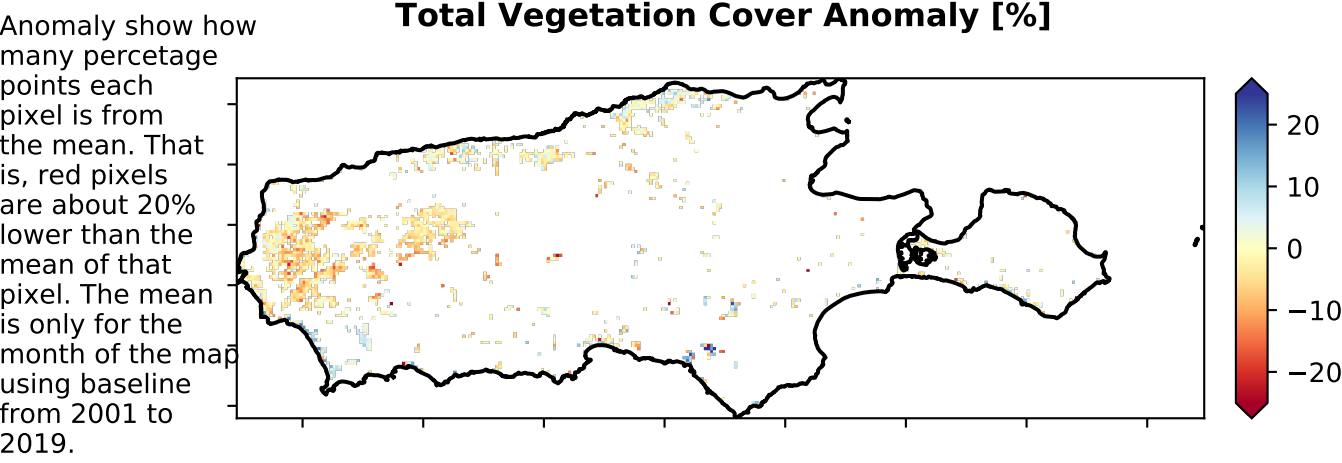 Total Vegetation Cover Anomaly [%]
Anomaly show how
many percetage
points each
pixel is from
the mean. That
is, red pixels
are about 20%
lower than the
mean of that
pixel. The mean
is only for the
month of the map
using baseline
from 2001 to
2019.
20
10
0
−10
−20